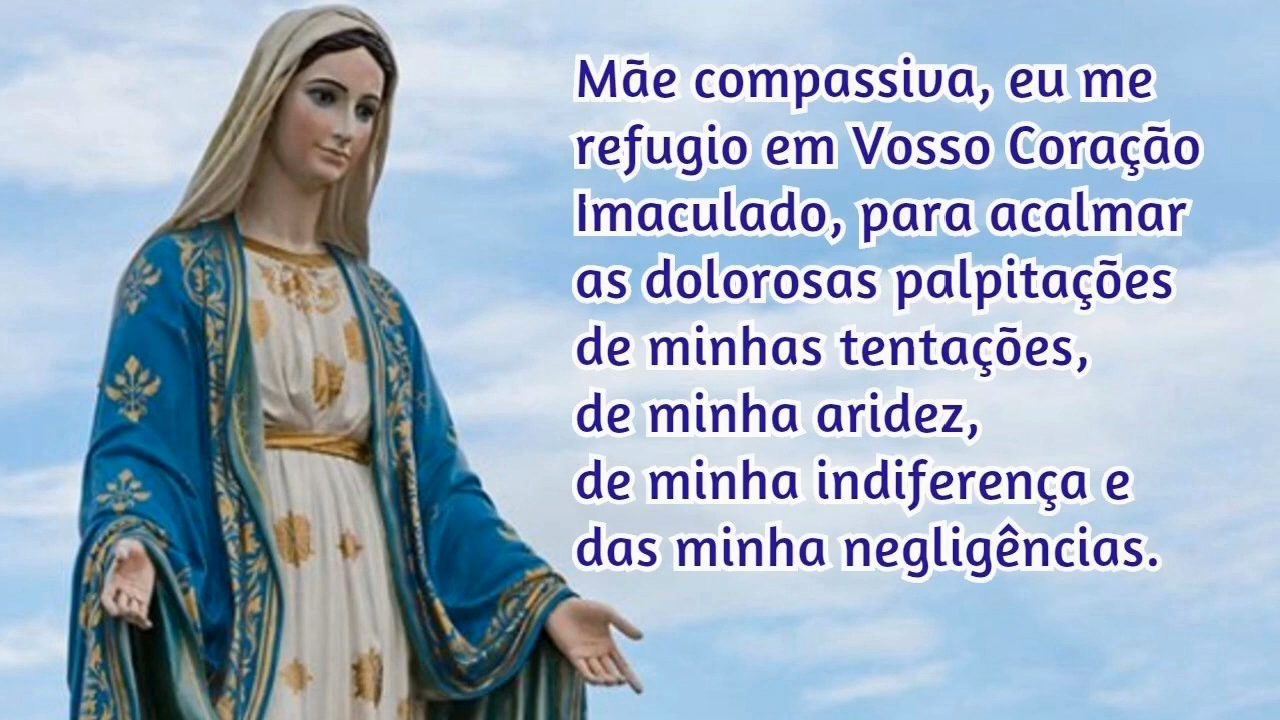 Mãe compassiva, eu me
refugio em Vosso Coração
Imaculado, para acalmar
as dolorosas palpitações
de minhas tentações,
de minha aridez,
de minha indiferença e
das minha negligências.